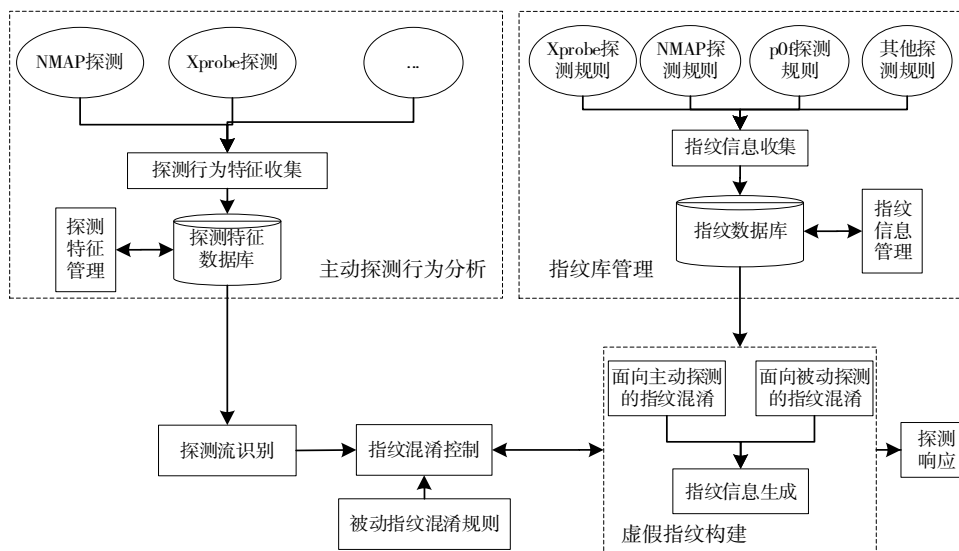 NMAP探测
Xprobe探测
...
探测行为特征收集
探测
特征
管理
探测特征
数据库
主动探测行为分析
Xprobe探
测规则
NMAP探
测规则
p0f探测
规则
其他探
测规则
指纹信息收集
指纹数据库
指纹
信息
管理
指纹库管理
探测流识别
指纹混淆控制
被动指纹混淆规则
面向主动探测
的指纹混淆
面向被动探测
的指纹混淆
指纹信息生成
虚假指纹构建
探测
响应